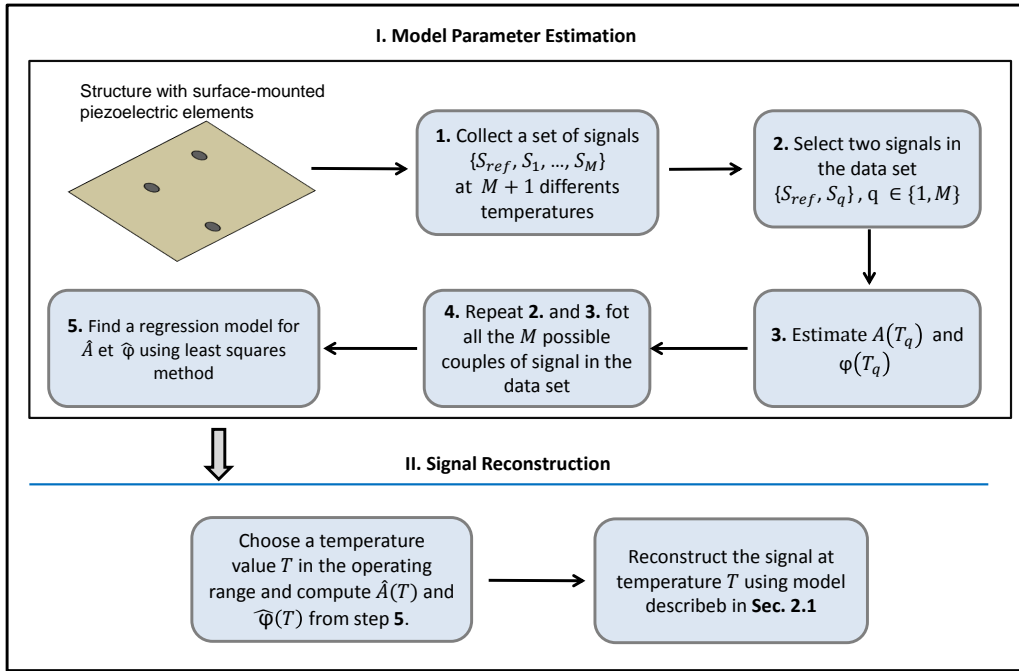 I. Model Parameter Estimation
Structure with surface-mounted
piezoelectric elements
1. Collect a set of signals
{S_ref, S_1, ..., S_M}
at M + 1 differents
temperatures
2. Select two signals in
the data set
{S_ref, S_q} , q ∈ {1, M}
3. Estimate A(T_q) and
φ(T_q)
4. Repeat 2. and 3. fot
all the M possible
couples of signal in the
data set
5. Find a regression model for
Â et φ̂ using least squares
method
II. Signal Reconstruction
Choose a temperature
value T in the operating
range and compute Â(T) and
φ̂(T) from step 5.
Reconstruct the signal at
temperature T using model
describeb in Sec. 2.1